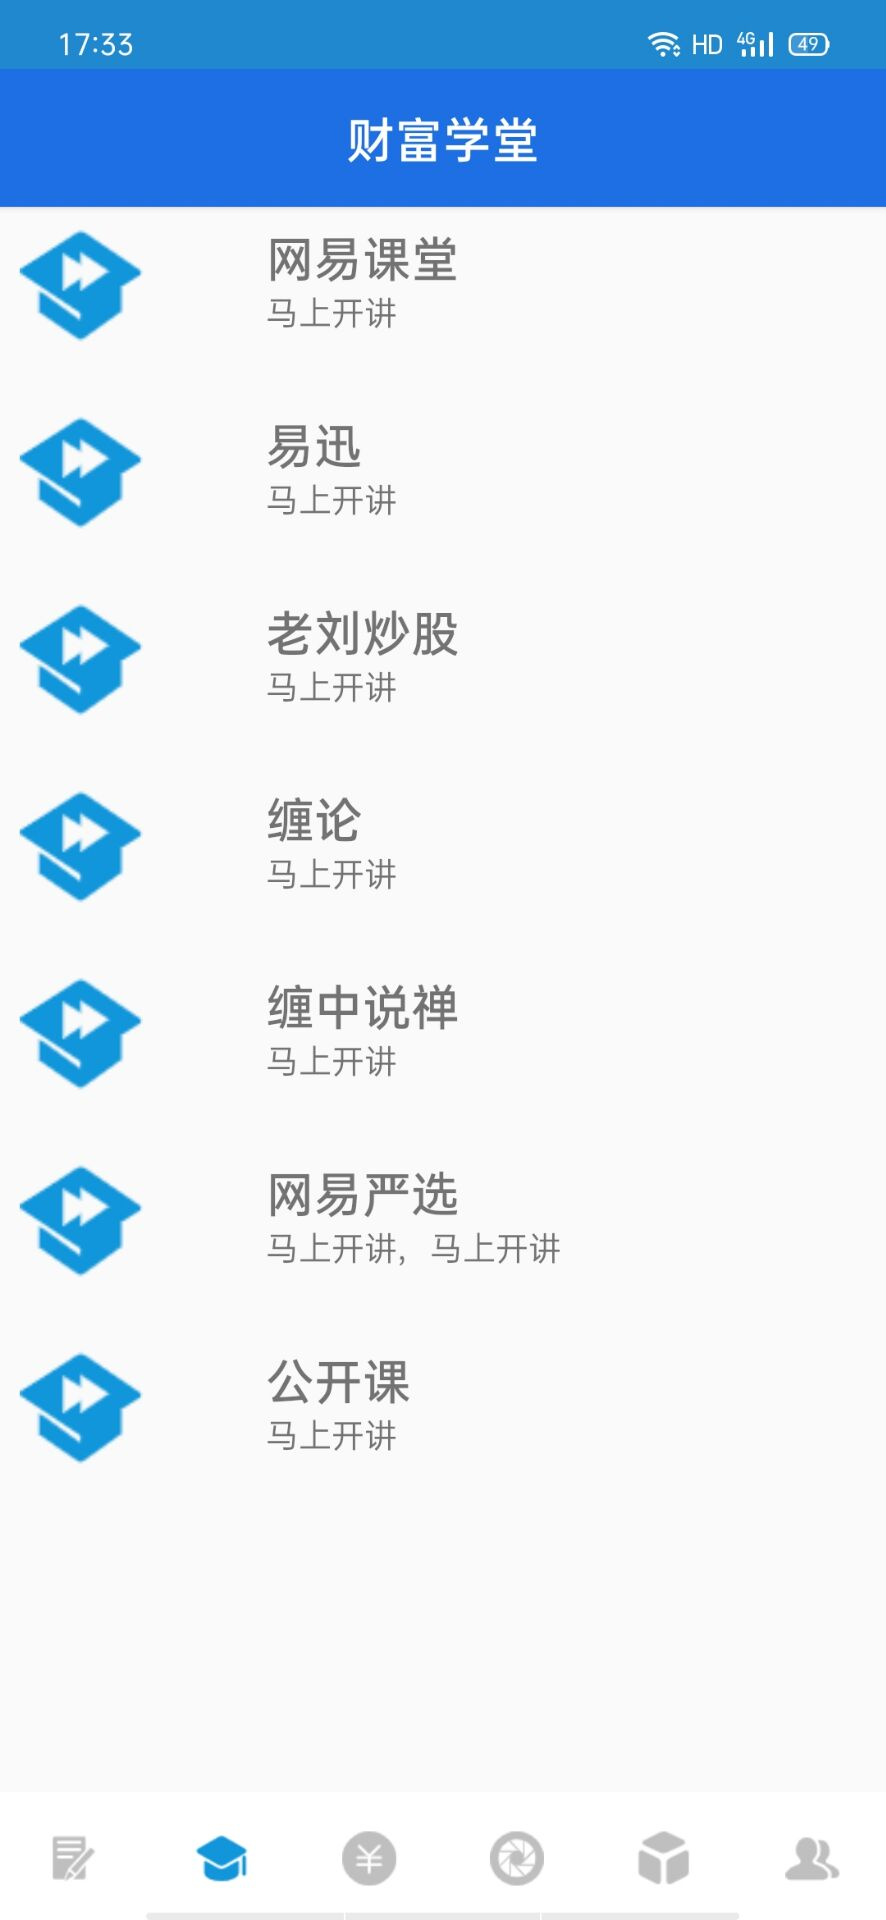 17:33
HD 4G 49
财富学堂
网易课堂
马上开讲
易迅
马上开讲
老刘炒股
马上开讲
缠论
马上开讲
缠中说禅
马上开讲
网易严选
马上开讲，马上开讲
公开课
马上开讲
¥